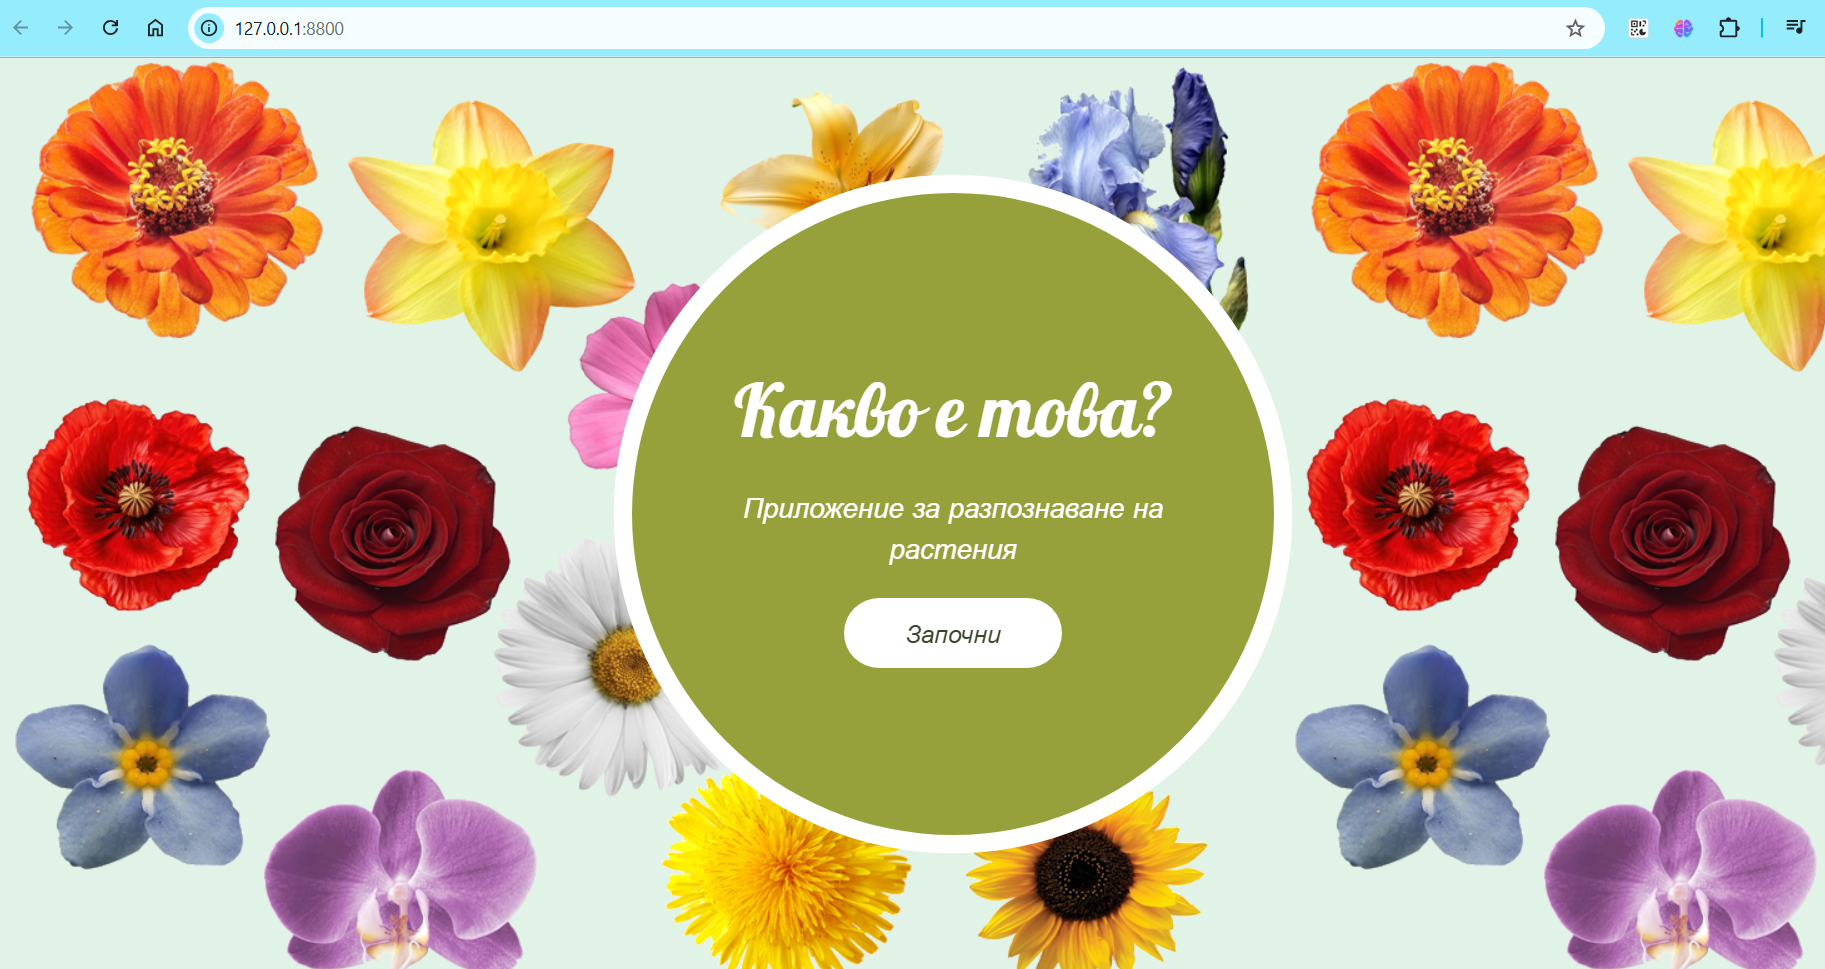 127.0.0.1:8800
Какво е това?
Приложение за разпознаване на
растения
Започни